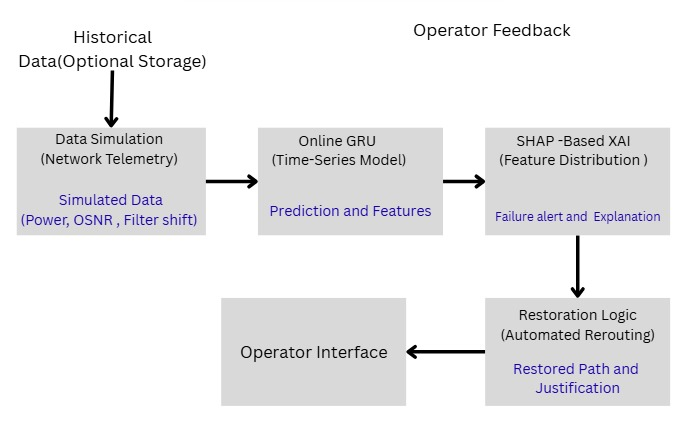 Historical
Data(Optional Storage)
Operator Feedback
Data Simulation
(Network Telemetry)
Simulated Data
(Power, OSNR , Filter shift)
Online GRU
(Time-Series Model)
Prediction and Features
SHAP -Based XAI
(Feature Distribution )
Failure alert and Explanation
Restoration Logic
(Automated Rerouting)
Restored Path and
Justification
Operator Interface